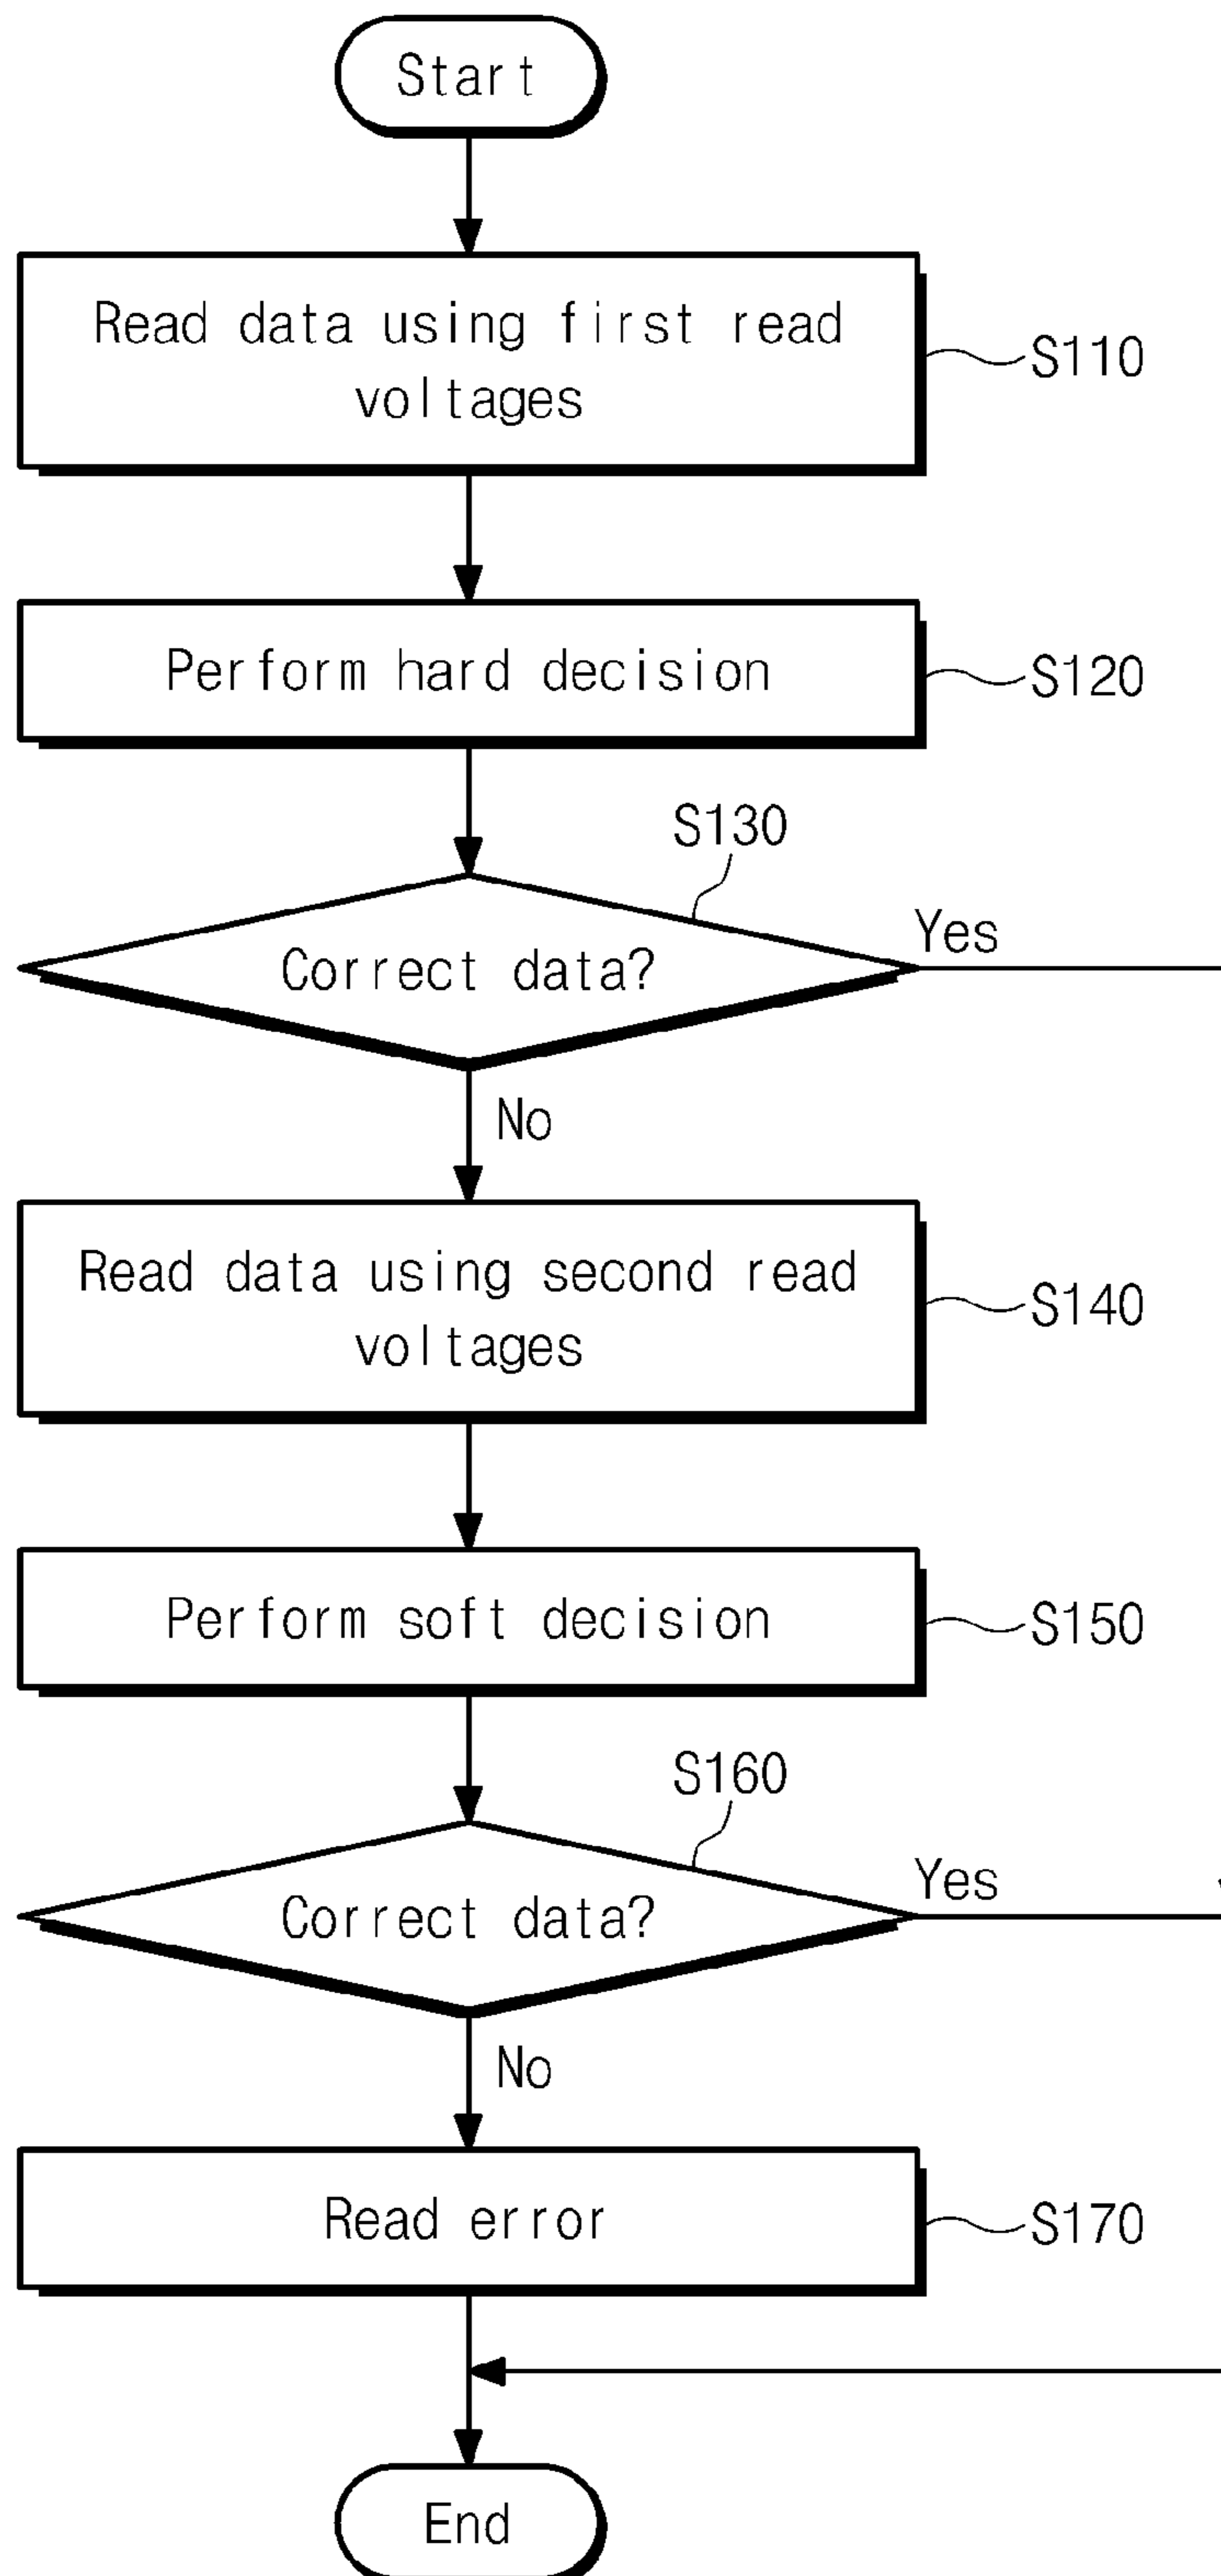 Start
Read data using first read
voltages
S110
Perform hard decision
S120
S130
Correct data?
Yes
No
Read data using second read
voltages
S140
Perform soft decision
S150
S160
Correct data?
Yes
No
Read error
S170
End